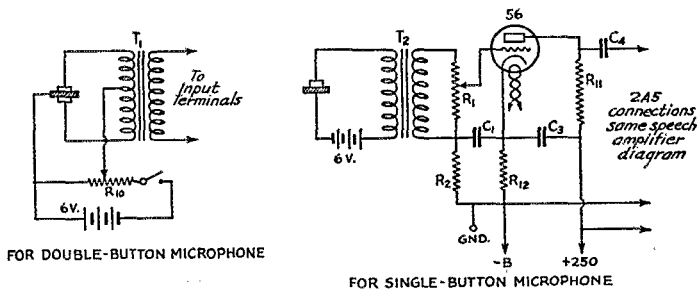 T1
To
Input
Terminals
R10
6V.
FOR DOUBLE-BUTTON MICROPHONE
56
T2
C4
R1
R11
C1
C3
6V.
R2
R12
GND.
-B
+250
2A5
connections
same speech
amplifier
diagram
FOR SINGLE-BUTTON MICROPHONE